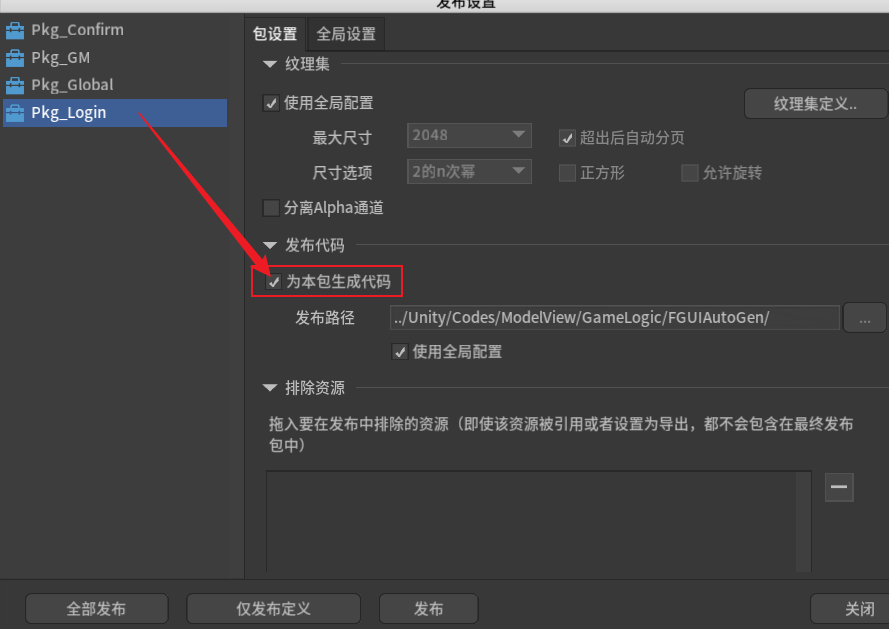 发布设置
Pkg_Confirm
Pkg_GM
Pkg_Global
Pkg_Login
包设置 全局设置
纹理集
使用全局配置 纹理集定义..
最大尺寸 2048 超出后自动分页
尺寸选项 2的n次幂 正方形 允许旋转
分离Alpha通道
发布代码
为本包生成代码
发布路径 ../Unity/Codes/ModelView/GameLogic/FGUIAutoGen/ ...
使用全局配置
排除资源
拖入要在发布中排除的资源（即使该资源被引用或者设置为导出，都不会包含在最终发布
包中）
全部发布 仅发布定义 发布 关闭